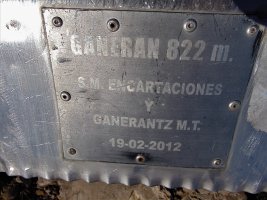 GANERAN 822 m.
S.M. ENCARTACIONES
Y
GANERANTZ M.T.
19-02-2012